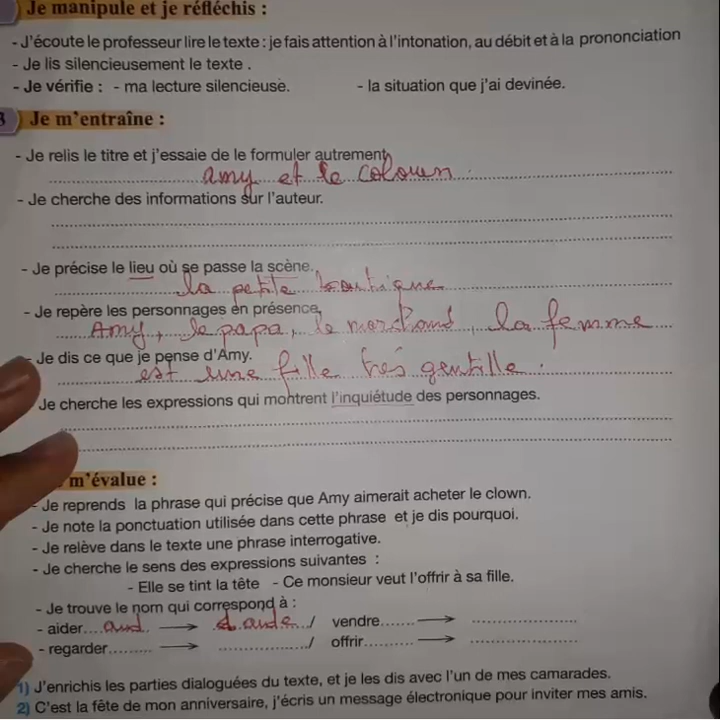 Je manipule et je réfléchis :
- J'écoute le professeur lire le texte : je fais attention à l'intonation, au débit et à la prononciation
- Je lis silencieusement le texte .
- Je vérifie : - ma lecture silencieuse. - la situation que j'ai devinée.
3 Je m'entraîne :
- Je relis le titre et j'essaie de le formuler autrement
amy et le coloun .
- Je cherche des informations sur l'auteur.
- Je précise le lieu où se passe la scène.
la petite boutique
- Je repère les personnages en présence,
Amy, le papa, le marchand, la femme
- Je dis ce que je pense d'Amy.
est une fille trés gentille .
Je cherche les expressions qui montrent l'inquiétude des personnages.
m'évalue :
- Je reprends la phrase qui précise que Amy aimerait acheter le clown.
- Je note la ponctuation utilisée dans cette phrase et je dis pourquoi.
- Je relève dans le texte une phrase interrogative.
- Je cherche le sens des expressions suivantes :
- Elle se tint la tête - Ce monsieur veut l'offrir à sa fille.
- Je trouve le nom qui correspond à :
- aider / vendre
- regarder / offrir
1) J'enrichis les parties dialoguées du texte, et je les dis avec l'un de mes camarades.
2) C'est la fête de mon anniversaire, j'écris un message électronique pour inviter mes amis.